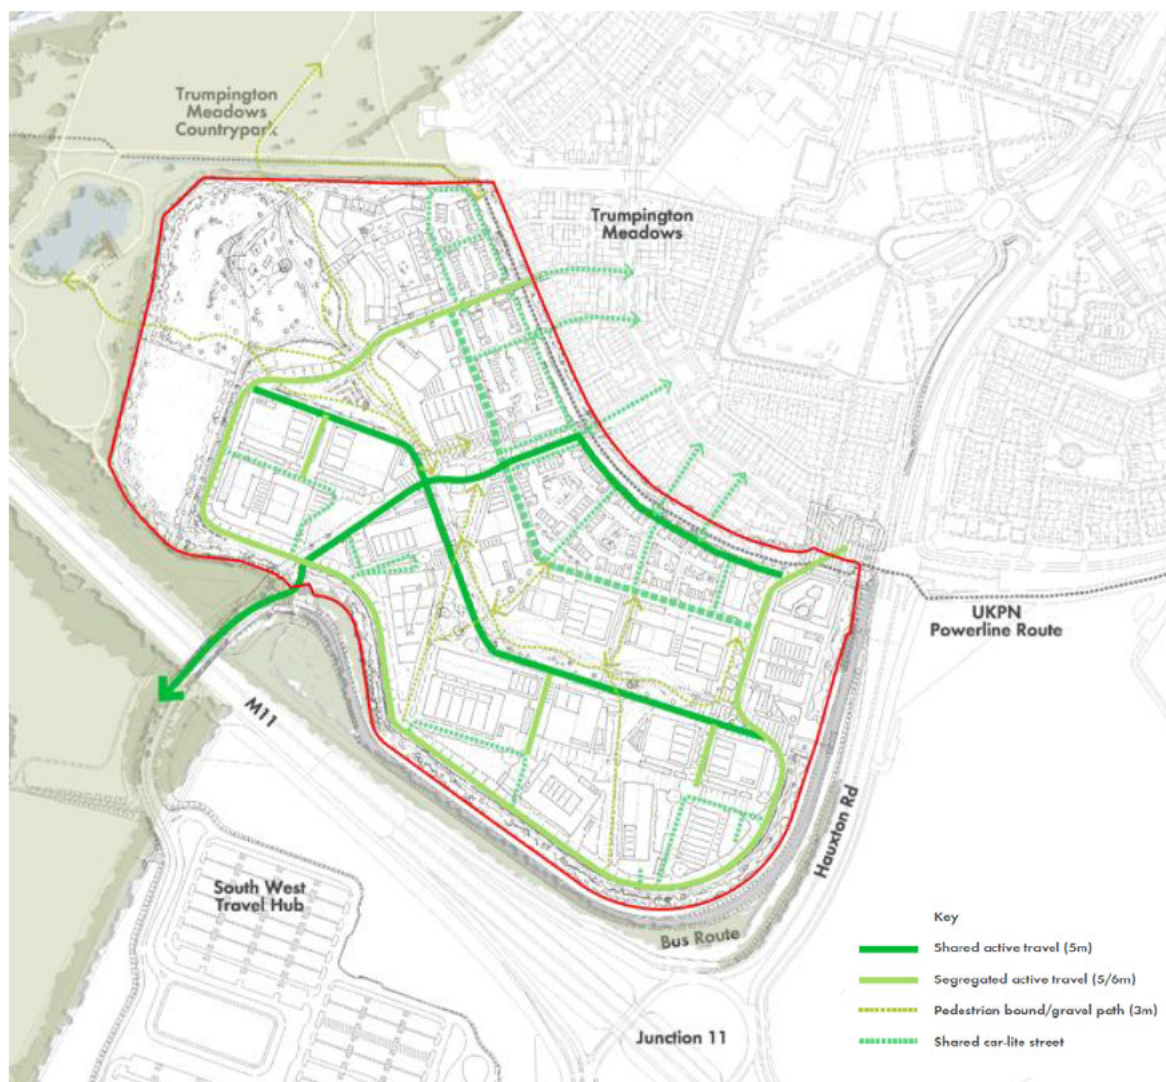 Trumpington
Meadows
Countrypark
Trumpington
Meadows
UKPN
Powerline Route
M11
Hauxton Rd
South West
Travel Hub
Bus Route
Junction 11
Key
Shared active travel (5m)
Segregated active travel (5/6m)
Pedestrian bound/gravel path (3m)
Shared car-lite street